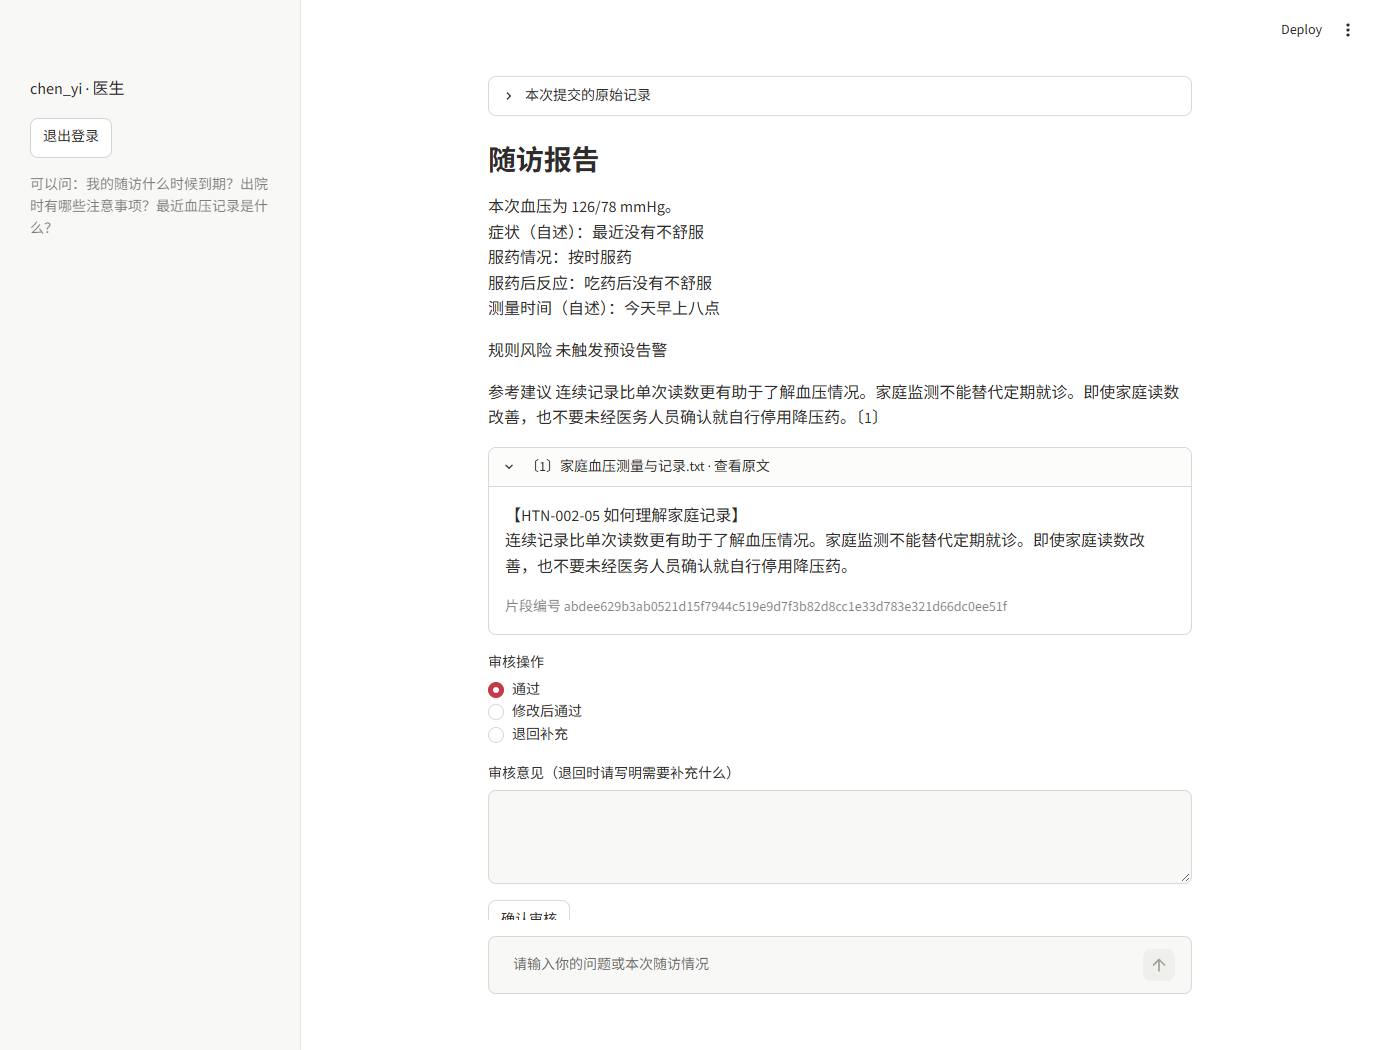 Deploy
chen_yi · 医生
退出登录
可以问：我的随访什么时候到期？出院
时有哪些注意事项？最近血压记录是什
么？
本次提交的原始记录
随访报告
本次血压为 126/78 mmHg。
症状（自述）：最近没有不舒服
服药情况：按时服药
服药后反应：吃药后没有不舒服
测量时间（自述）：今天早上八点
规则风险 未触发预设告警
参考建议 连续记录比单次读数更有助于了解血压情况。家庭监测不能替代定期就诊。即使家庭读数
改善，也不要未经医务人员确认就自行停用降压药。〔1〕
〔1〕家庭血压测量与记录.txt · 查看原文
【HTN-002-05 如何理解家庭记录】
连续记录比单次读数更有助于了解血压情况。家庭监测不能替代定期就诊。即使家庭读数改
善，也不要未经医务人员确认就自行停用降压药。
片段编号 abdee629b3ab0521d15f7944c519e9d7f3b82d8cc1e33d783e321d66dc0ee51f
审核操作
通过
修改后通过
退回补充
审核意见（退回时请写明需要补充什么）
确认审核
请输入你的问题或本次随访情况